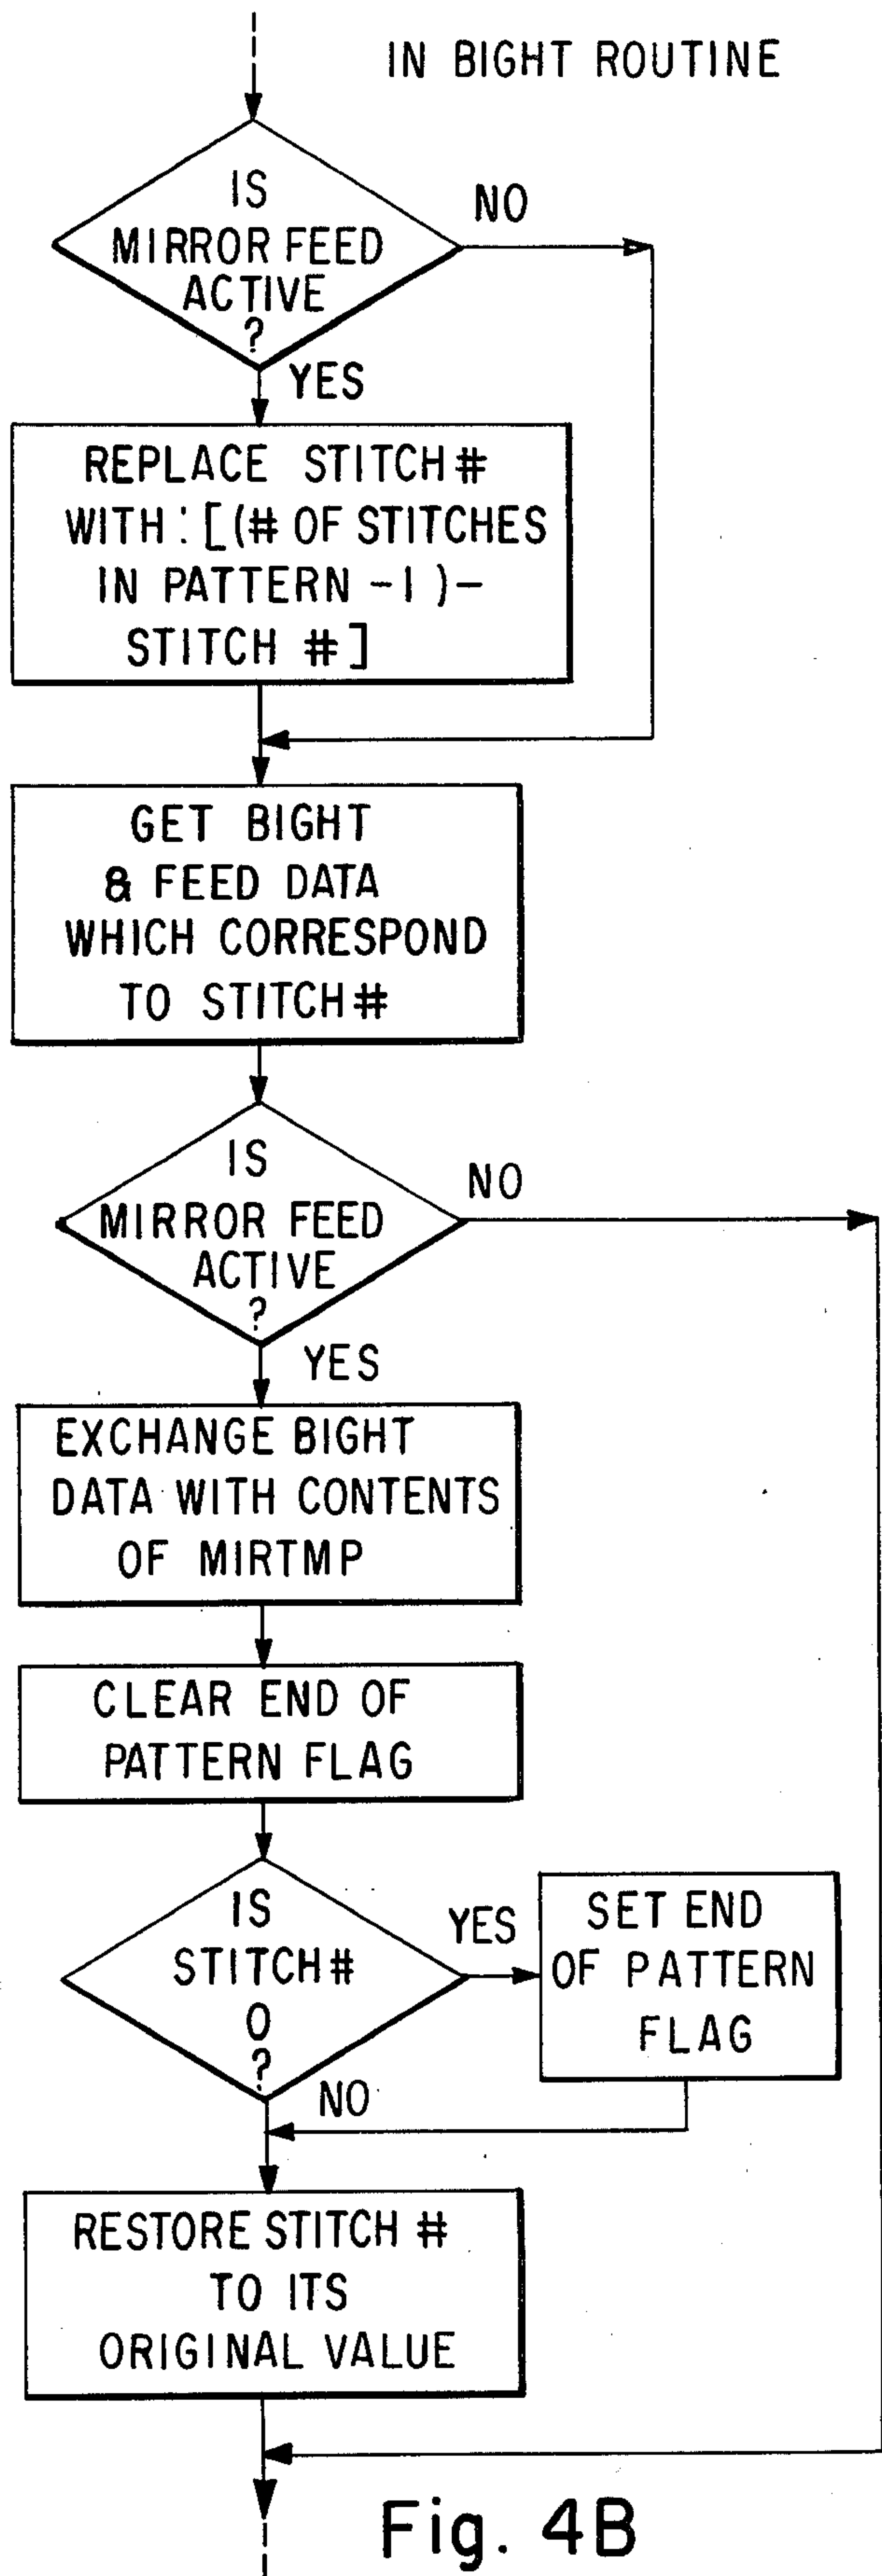 IN BIGHT ROUTINE
IS
MIRROR FEED
ACTIVE
?
NO
YES
REPLACE STITCH #
WITH : [(# OF STITCHES
IN PATTERN -1 ) -
STITCH # ]
GET BIGHT
& FEED DATA
WHICH CORRESPOND
TO STITCH #
IS
MIRROR FEED
ACTIVE
?
NO
YES
EXCHANGE BIGHT
DATA WITH CONTENTS
OF MIRTMP
CLEAR END OF
PATTERN FLAG
IS
STITCH #
0
?
YES
NO
SET END
OF PATTERN
FLAG
RESTORE STITCH #
TO ITS
ORIGINAL VALUE
Fig. 4B